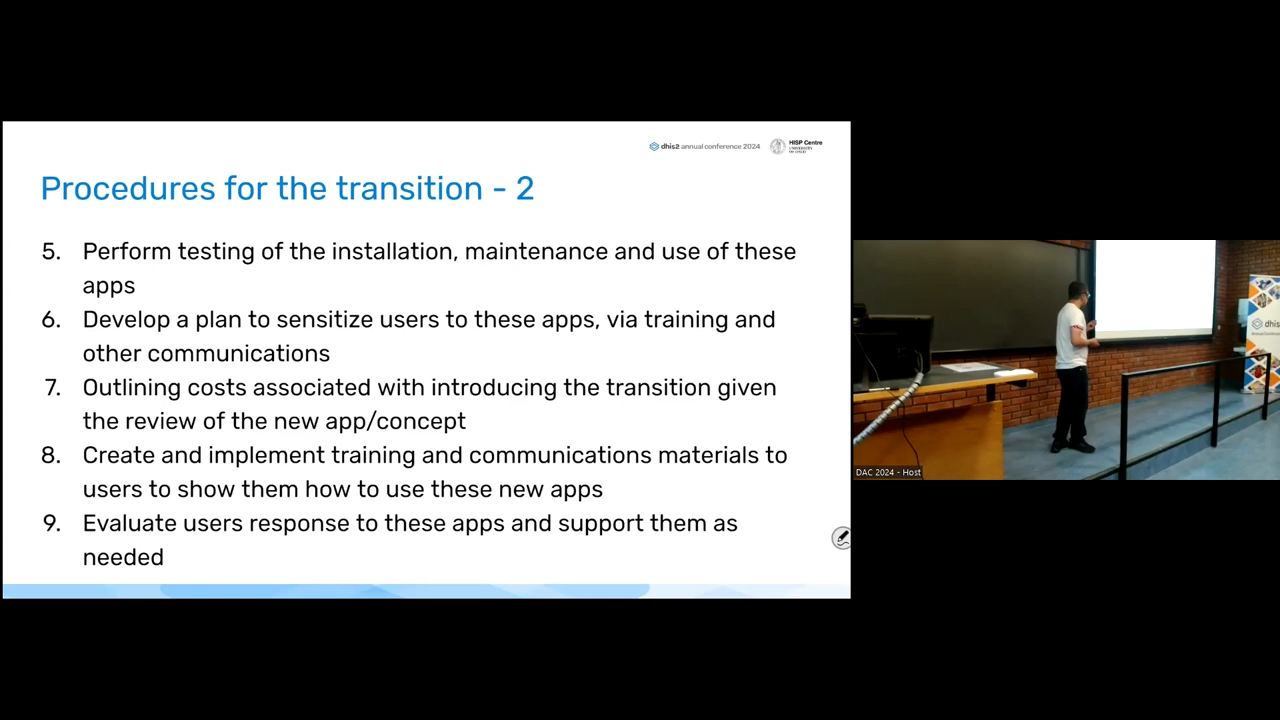 dhis2 annual conference 2024
HISP Centre
UNIVERSITY
OF OSLO
Procedures for the transition - 2
5. Perform testing of the installation, maintenance and use of these
apps
6. Develop a plan to sensitize users to these apps, via training and
other communications
7. Outlining costs associated with introducing the transition given
the review of the new app/concept
8. Create and implement training and communications materials to
users to show them how to use these new apps
9. Evaluate users response to these apps and support them as
needed
dhis
DAC 2024 - Host